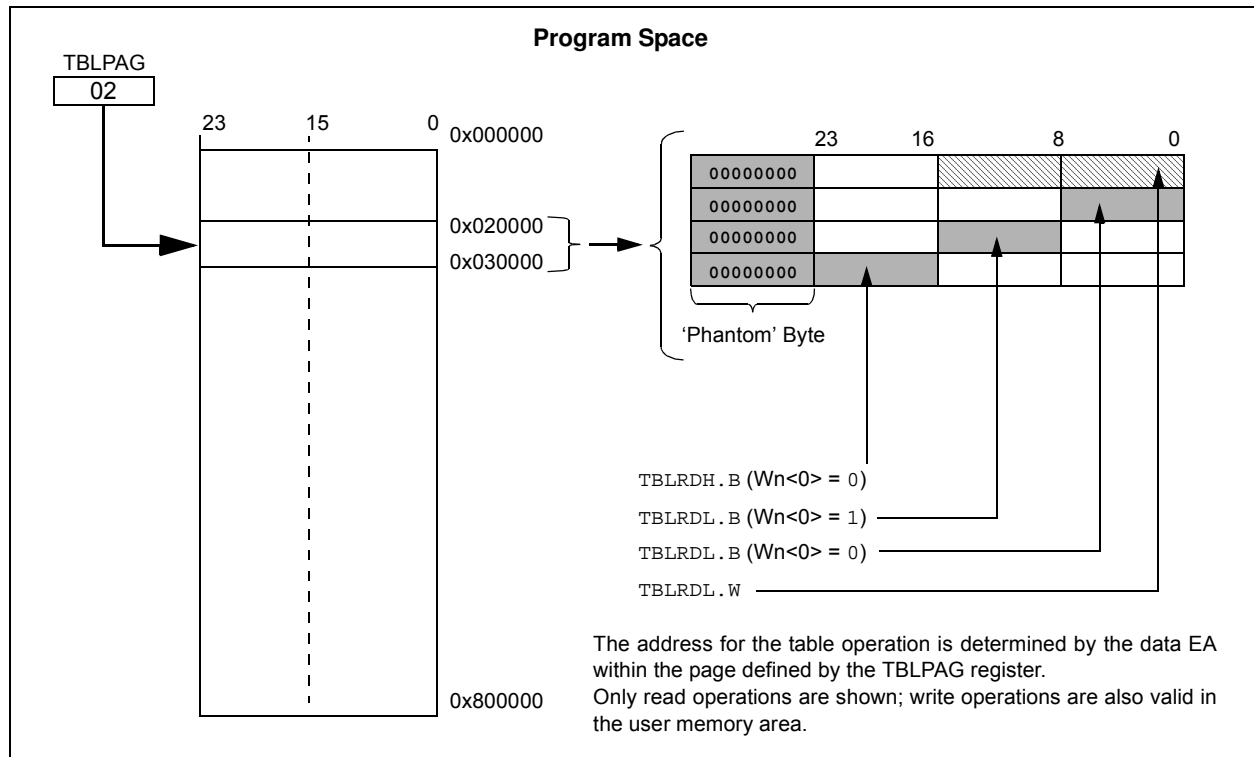 Program Space
TBLPAG
02
23 15 0
0x000000
0x020000
0x030000
0x800000
23 16 8 0
00000000
00000000
00000000
00000000
‘Phantom’ Byte
TBLRDH.B (Wn<0> = 0)
TBLRDL.B (Wn<0> = 1)
TBLRDL.B (Wn<0> = 0)
TBLRDL.W
The address for the table operation is determined by the data EA
within the page defined by the TBLPAG register.
Only read operations are shown; write operations are also valid in
the user memory area.